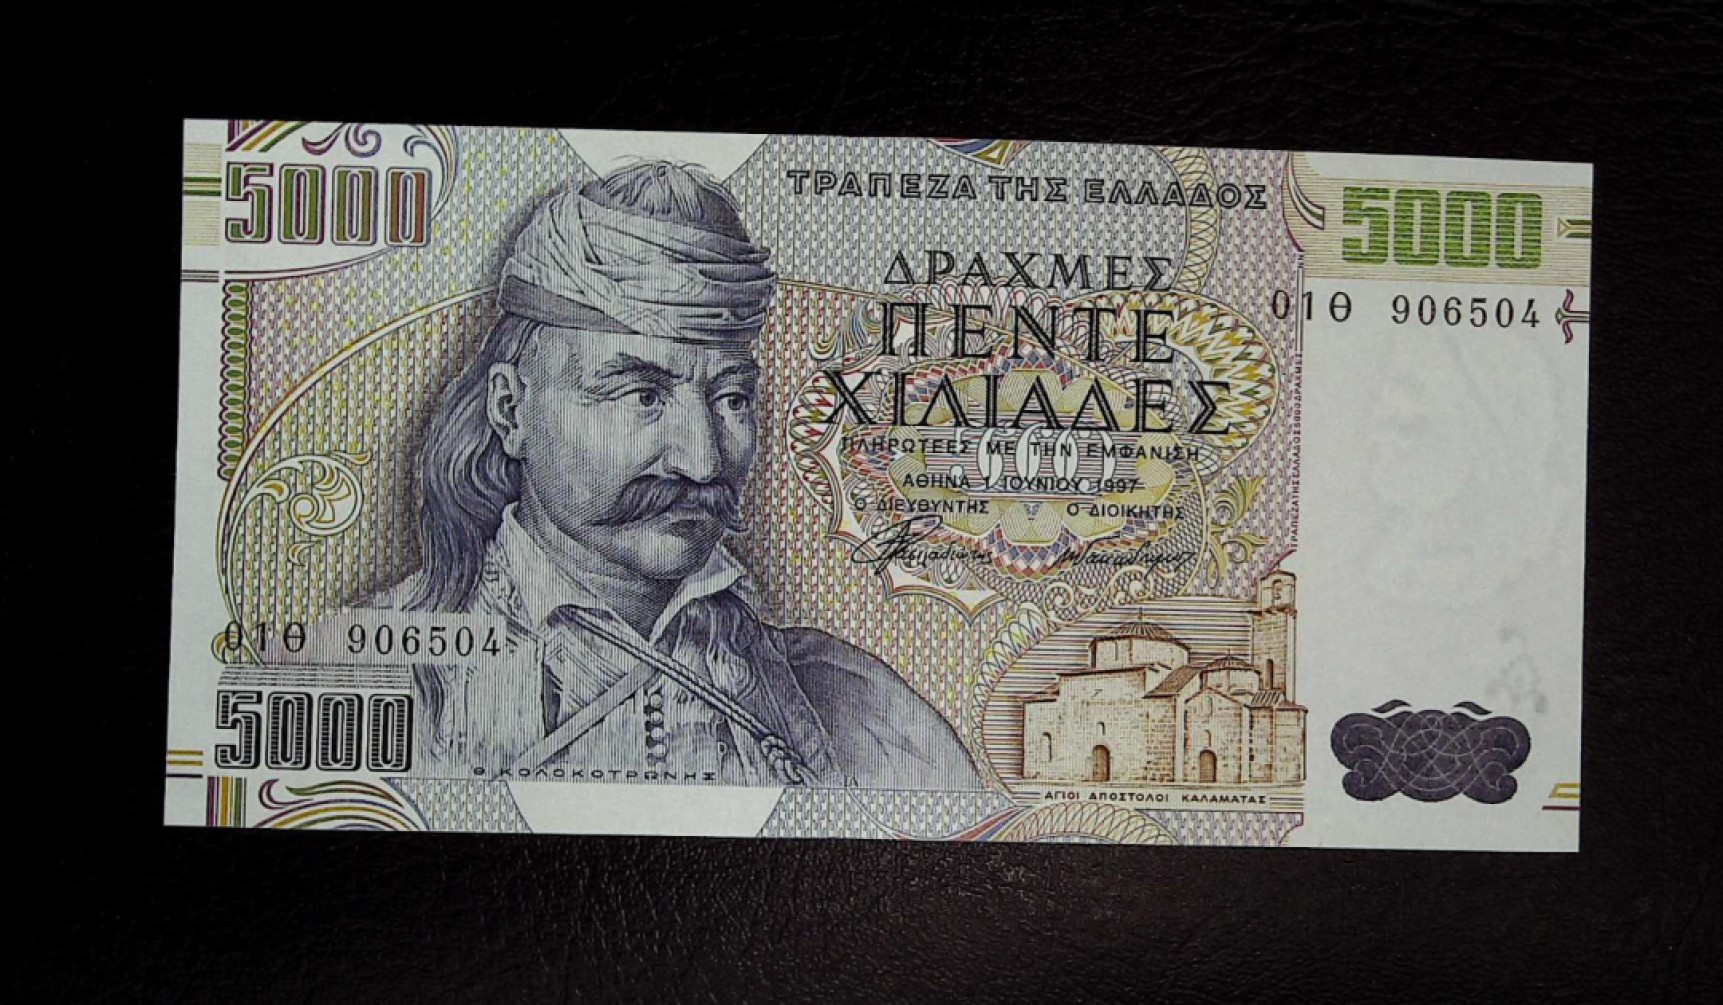 5000
ΤΡΑΠΕΖΑ ΤΗΣ ΕΛΛΑΔΟΣ
5000
ΔΡΑΧΜΕΣ
ΠΕΝΤΕ
ΧΙΛΙΑΔΕΣ
01Θ 906504
ΠΛΗΡΩΤΕΕΣ ΜΕ ΤΗΝ ΕΜΦΑΝΙΣΗ
ΑΘΗΝΑ 1 ΙΟΥΝΙΟΥ 1997
Ο ΔΙΕΥΘΥΝΤΗΣ Ο ΔΙΟΙΚΗΤΗΣ
01Θ 906504
5000
Θ ΚΟΛΟΚΟΤΡΩΝΗΣ
ΑΓΙΟΙ ΑΠΟΣΤΟΛΟΙ ΚΑΛΑΜΑΤΑΣ